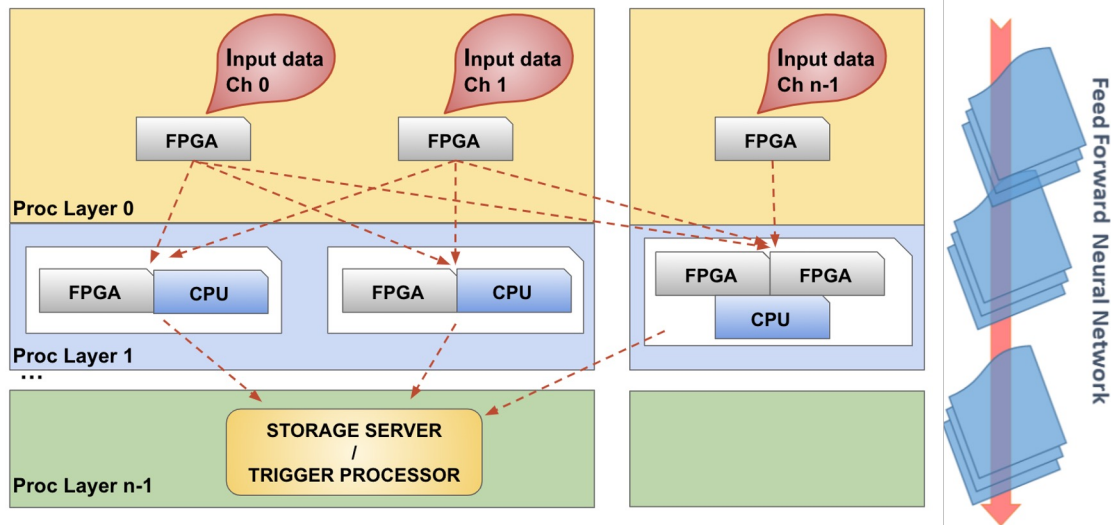 Input data
Ch 0
Input data
Ch 1
Input data
Ch n-1
FPGA
FPGA
FPGA
Proc Layer 0
FPGA
CPU
FPGA
CPU
FPGA
FPGA
CPU
Proc Layer 1
...
STORAGE SERVER
/
TRIGGER PROCESSOR
Proc Layer n-1
Feed Forward Neural Network